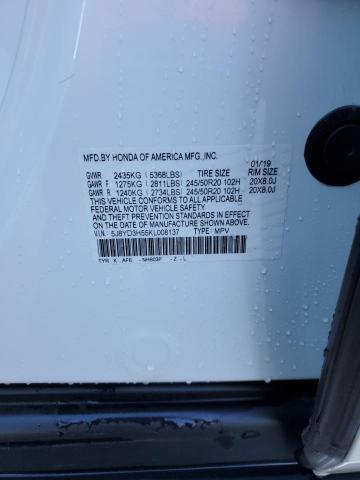 MFD.BY HONDA OF AMERICA MFG.,INC. 01/19
GVWR 2435KG (5368LBS) TIRE SIZE RIM SIZE
GAWR F 1275KG (2811LBS) 245/50R20 102H 20X8.0J
GAWR R 1240KG (2734LBS) 245/50R20 102H 20X8.0J
THIS VEHICLE CONFORMS TO ALL APPLICABLE
FEDERAL MOTOR VEHICLE SAFETY
AND THEFT PREVENTION STANDARDS IN EFFECT
ON THE DATE OF MANUFACTURE SHOWN ABOVE.
V.I.N.: 5J8YD3H55KL008137 TYPE: MPV
TYR K AF6 - NH603P - Z - L